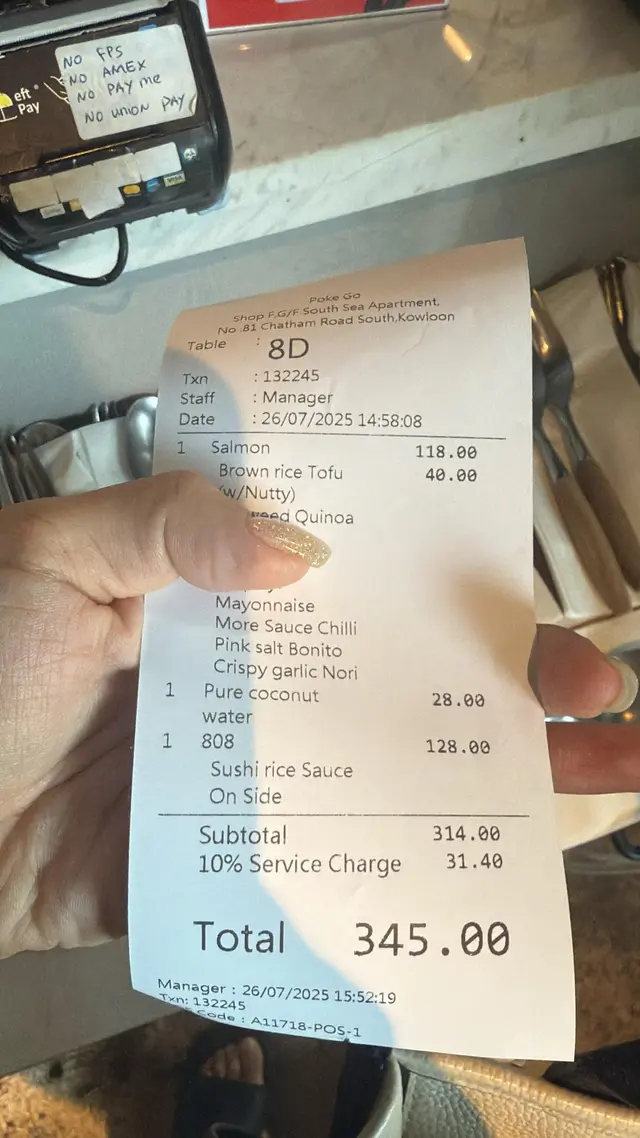 NO FPS
NO AMEX
NO PAY me
NO UNION PAY
eft
Pay
VISA
Poke Go
Shop F,G/F South Sea Apartment,
No .81 Chatham Road South,Kowloon
Table : 8D
Txn : 132245
Staff : Manager
Date : 26/07/2025 14:58:08
1 Salmon 118.00
Brown rice Tofu 40.00
(w/Nutty)
Quinoa
Mayonnaise
More Sauce Chilli
Pink salt Bonito
Crispy garlic Nori
1 Pure coconut 28.00
water
1 808 128.00
Sushi rice Sauce
On Side
Subtotal 314.00
10% Service Charge 31.40
Total 345.00
Manager : 26/07/2025 15:52:19
Txn: 132245
Code : A11718-POS-1